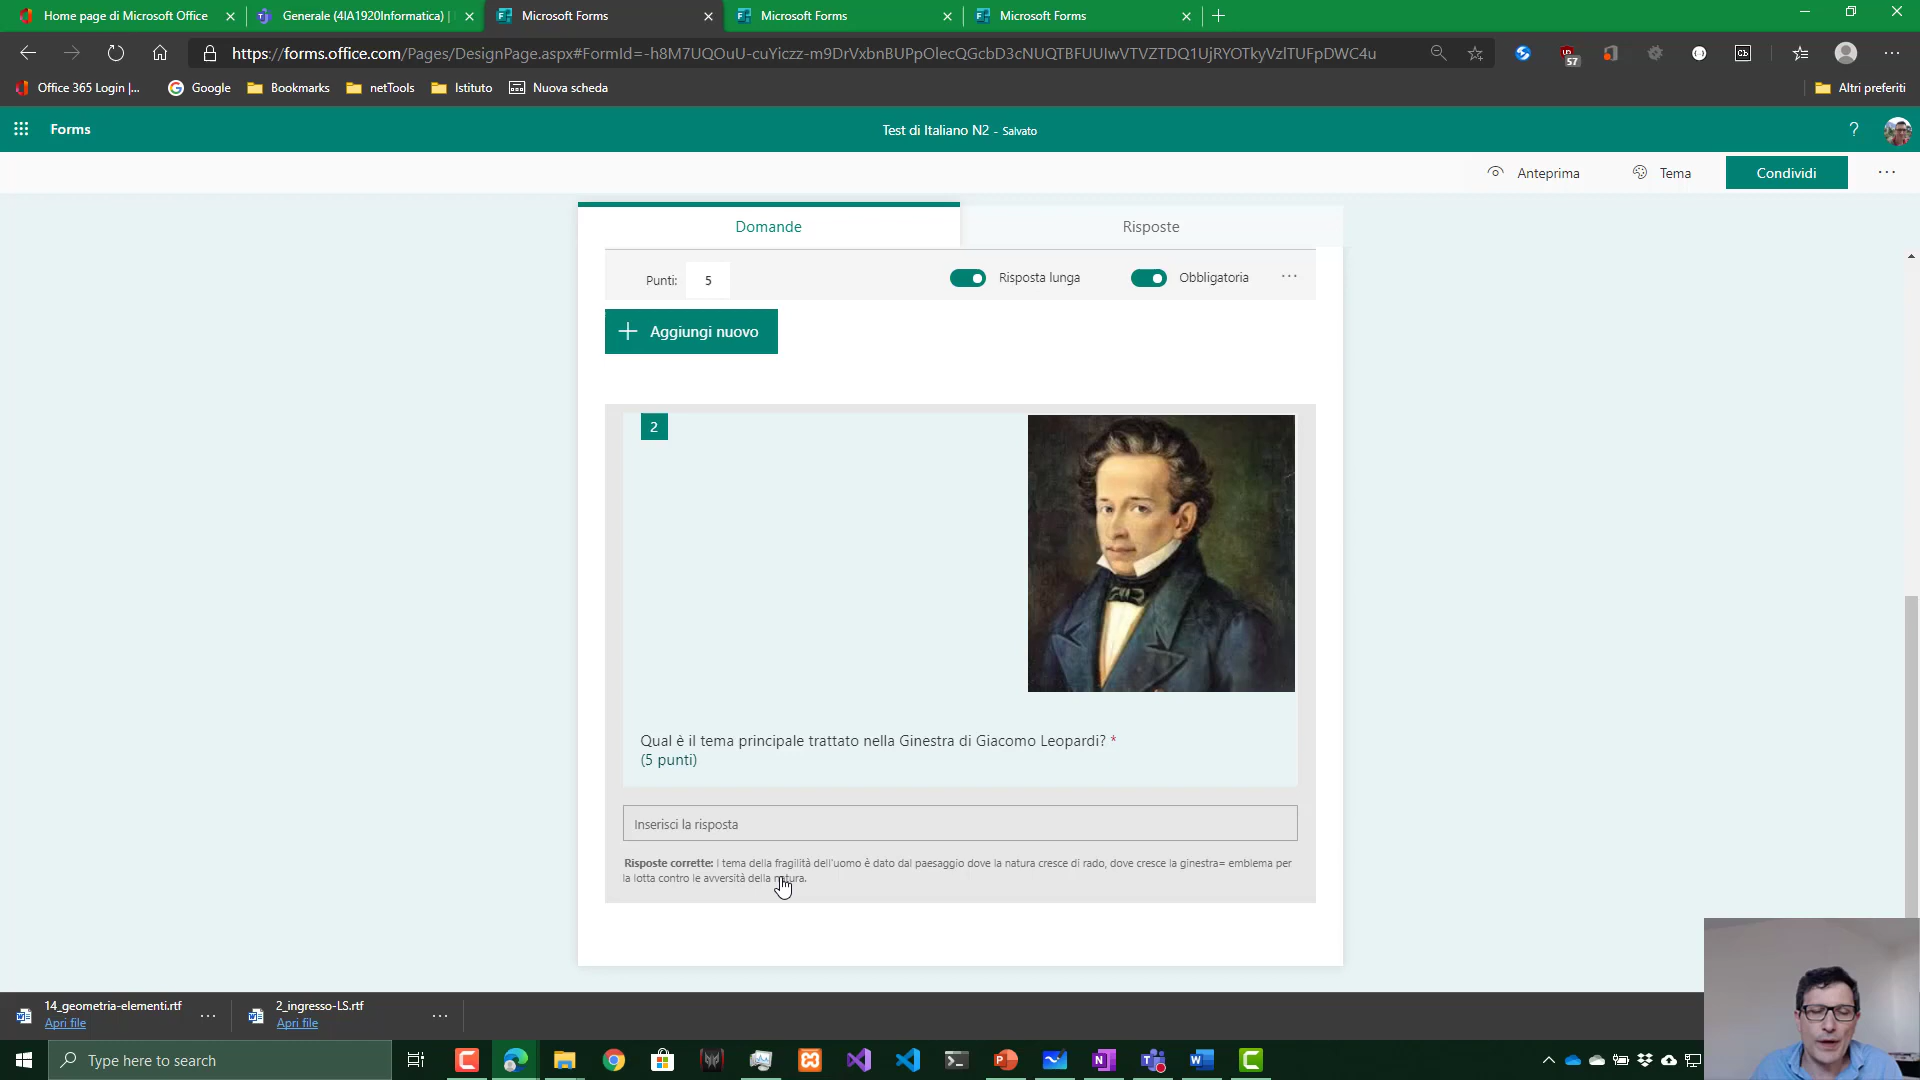 Home page di Microsoft Office
Generale (4IA1920Informatica) |
Microsoft Forms
Microsoft Forms
Microsoft Forms
https://forms.office.com/Pages/DesignPage.aspx#FormId=-h8M7UQOuU-cuYiczz-m9DrVxbnBUPpOlecQGcbD3cNUQTBFUUIwVTVZTDQ1UjRYOTkyVzlTUFpDWC4u
57
Office 365 Login |...
Google
Bookmarks
netTools
Istituto
Nuova scheda
Altri preferiti
Forms
Test di Italiano N2 - Salvato
?
Anteprima
Tema
Condividi
Domande
Risposte
Punti: 5
Risposta lunga
Obbligatoria
Aggiungi nuovo
2
Qual è il tema principale trattato nella Ginestra di Giacomo Leopardi? *
(5 punti)
Inserisci la risposta
Risposte corrette: l tema della fragilità dell'uomo è dato dal paesaggio dove la natura cresce di rado, dove cresce la ginestra= emblema per
la lotta contro le avversità della natura.
14_geometria-elementi.rtf
Apri file
2_ingresso-LS.rtf
Apri file
Type here to search